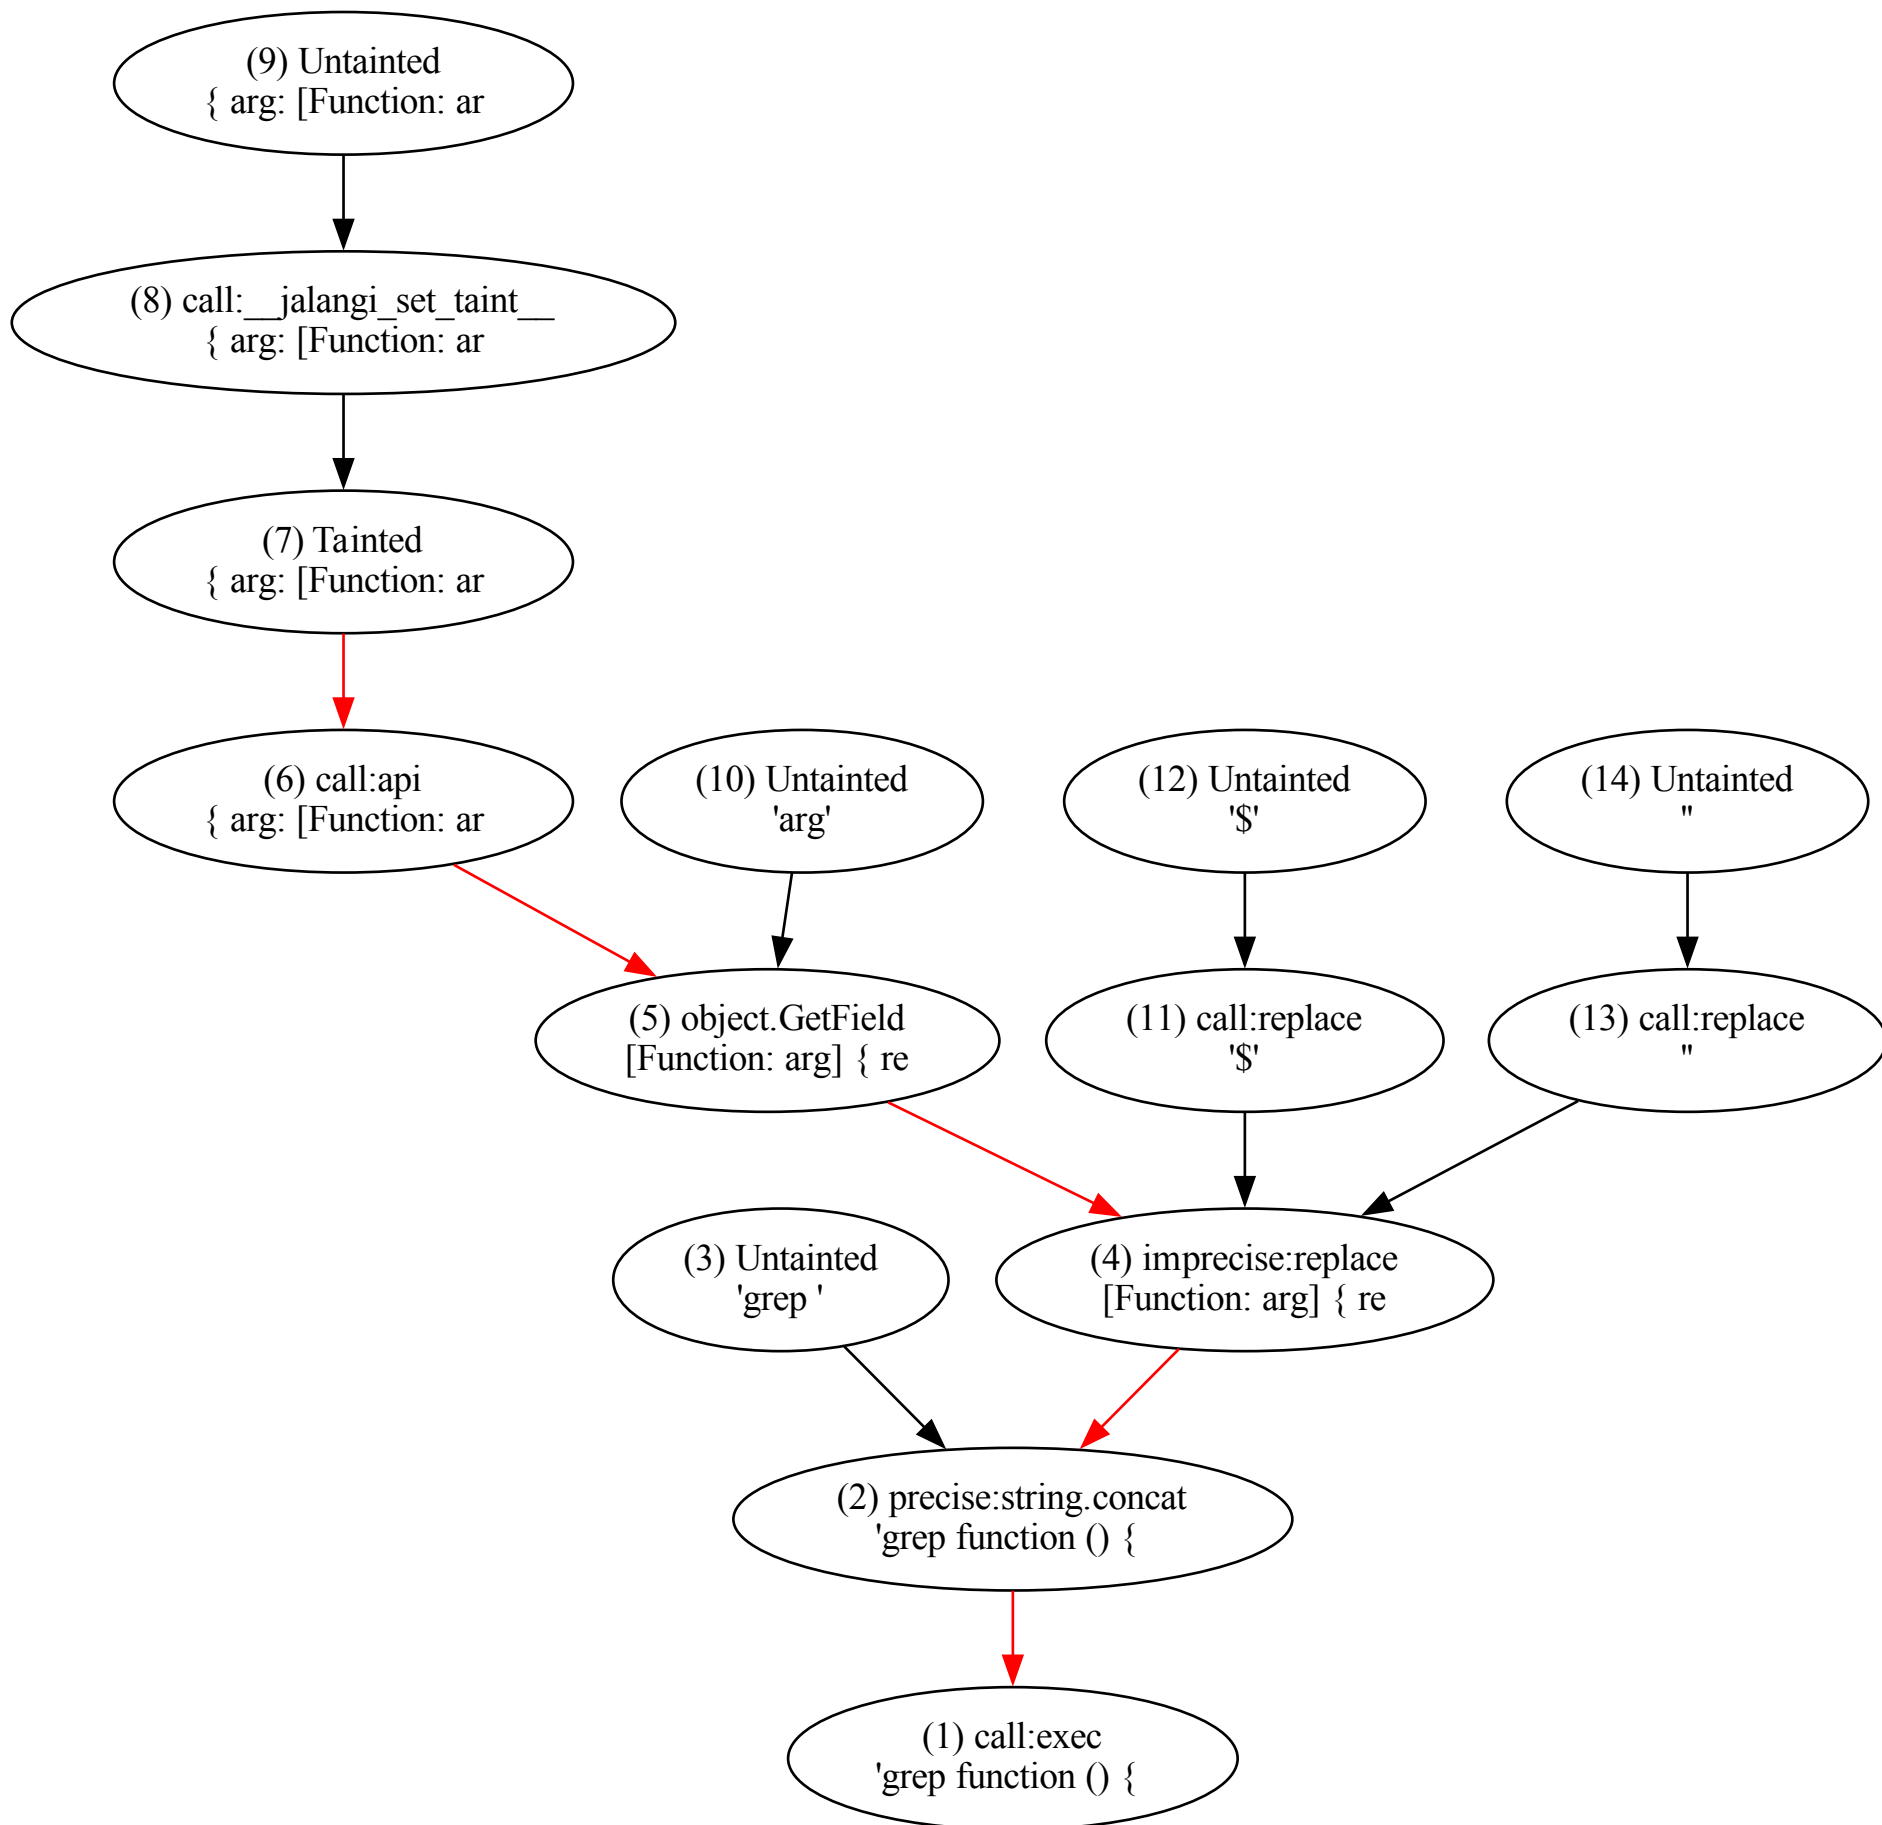 (9) Untainted
{ arg: [Function: ar
(8) call:__jalangi_set_taint__
{ arg: [Function: ar
(7) Tainted
{ arg: [Function: ar
(6) call:api
{ arg: [Function: ar
(10) Untainted
'arg'
(12) Untainted
'$'
(14) Untainted
''
(5) object.GetField
[Function: arg] { re
(11) call:replace
'$'
(13) call:replace
''
(3) Untainted
'grep '
(4) imprecise:replace
[Function: arg] { re
(2) precise:string.concat
'grep function () {
(1) call:exec
'grep function () {